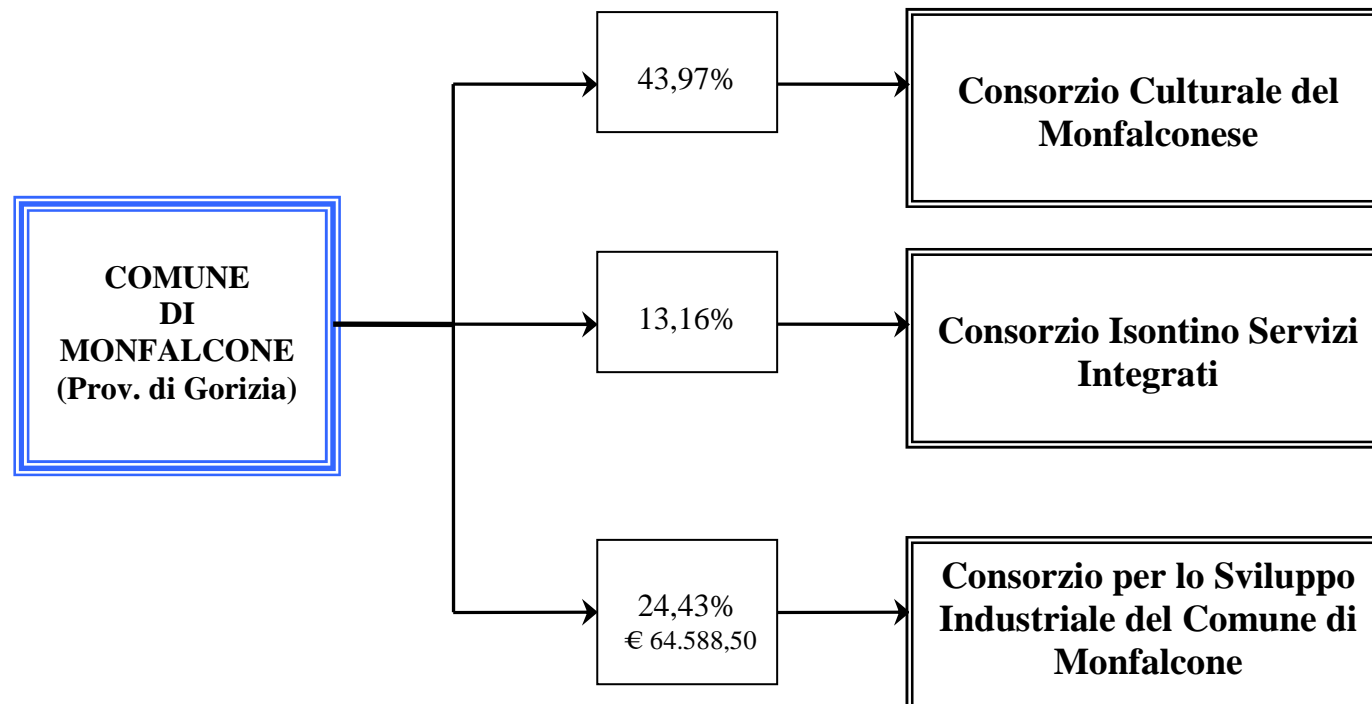 COMUNE
DI
MONFALCONE
(Prov. di Gorizia)
43,97%
Consorzio Culturale del
Monfalconese
13,16%
Consorzio Isontino Servizi
Integrati
24,43%
€ 64.588,50
Consorzio per lo Sviluppo
Industriale del Comune di
Monfalcone